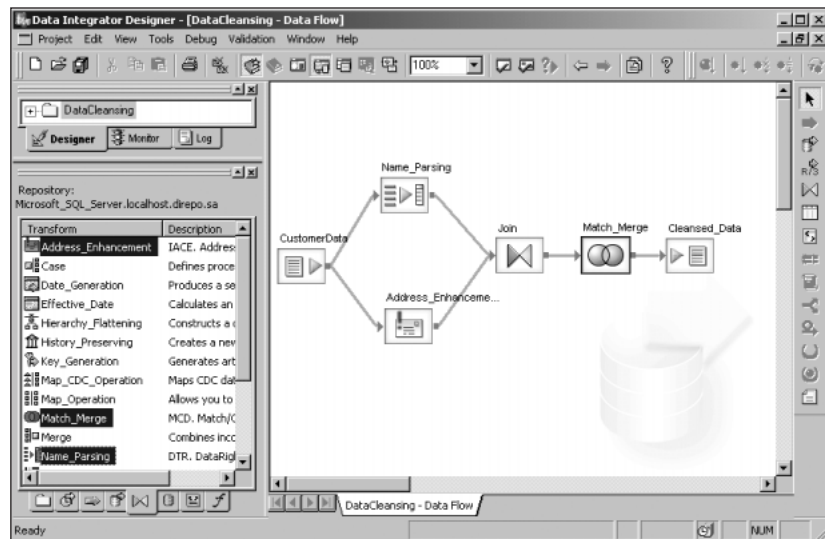 Data Integrator Designer - [DataCleansing - Data Flow]
Project Edit View Tools Debug Validation Window Help
100%
DataCleansing
Designer Monitor Log
Repository:
Microsoft_SQL_Server.localhost.direpo.sa
Transform Description
Address_Enhancement IACE. Address
Case Defines proce
Date_Generation Produces a se
Effective_Date Calculates an
Hierarchy_Flattening Constructs a
History_Preserving Creates a new
Key_Generation Generates art
Map_CDC_Operation Maps CDC dat
Map_Operation Allows you to
Match_Merge MCD. Match/
Merge Combines inco
Name_Parsing DTR. DataRig
Name_Parsing
CustomerData
Join
Match_Merge
Cleansed_Data
Address_Enhanceme...
R/3
DataCleansing - Data Flow
Ready
NUM